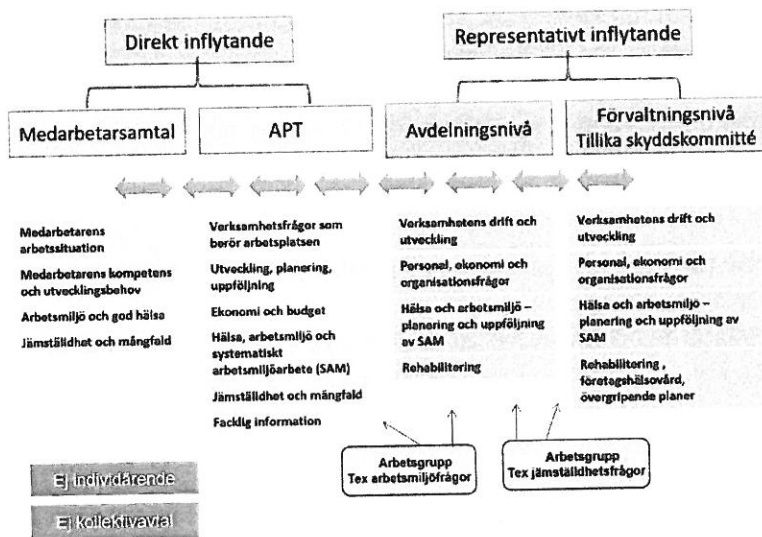 Direkt inflytande
Representativt inflytande
Medarbetarsamtal
APT
Avdelningsnivå
Förvaltningsnivå
Tillika skyddskommitté
Medarbetarens
arbetssituation
Medarbetarens kompetens
och utvecklingsbehov
Arbetsmiljö och god hälsa
Jämställdhet och mångfald
Verksamhetsfrågor som
berör arbetsplatsen
Utveckling, planering,
uppföljning
Ekonomi och budget
Hälsa, arbetsmiljö och
systematiskt
arbetsmiljöarbete (SAM)
Jämställdhet och mångfald
Facklig information
Verksamhetens drift och
utveckling
Personal, ekonomi och
organisationsfrågor
Hälsa och arbetsmiljö –
planering och uppföljning
av SAM
Rehabilitering
Verksamhetens drift och
utveckling
Personal, ekonomi och
organisationsfrågor
Hälsa och arbetsmiljö –
planering och uppföljning av
SAM
Rehabilitering ,
företagshälsovård,
övergripande planer
Arbetsgrupp
Tex arbetsmiljöfrågor
Arbetsgrupp
Tex jämställdhetsfrågor
Ej individärende
Ej kollektivavtal